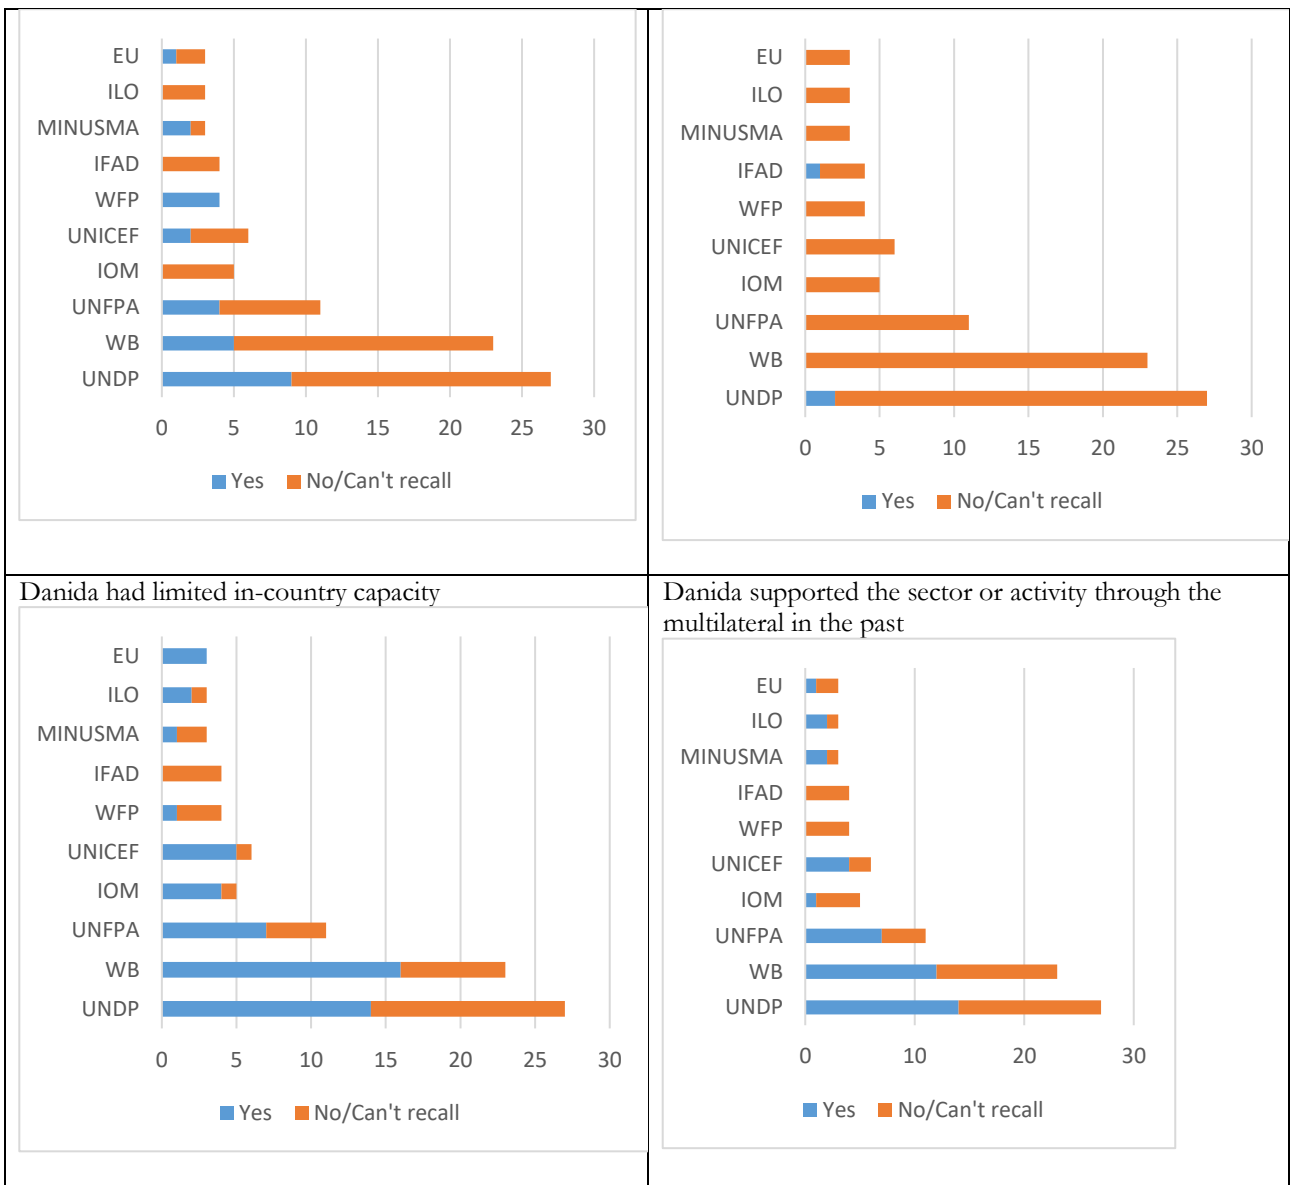 EU
ILO
MINUSMA
IFAD
WFP
UNICEF
IOM
UNFPA
WB
UNDP
0 5 10 15 20 25 30
Yes No/Can't recall
EU
ILO
MINUSMA
IFAD
WFP
UNICEF
IOM
UNFPA
WB
UNDP
0 5 10 15 20 25 30
Yes No/Can't recall
Danida had limited in-country capacity
EU
ILO
MINUSMA
IFAD
WFP
UNICEF
IOM
UNFPA
WB
UNDP
0 5 10 15 20 25 30
Yes No/Can't recall
Danida supported the sector or activity through the
multilateral in the past
EU
ILO
MINUSMA
IFAD
WFP
UNICEF
IOM
UNFPA
WB
UNDP
0 10 20 30
Yes No/Can't recall